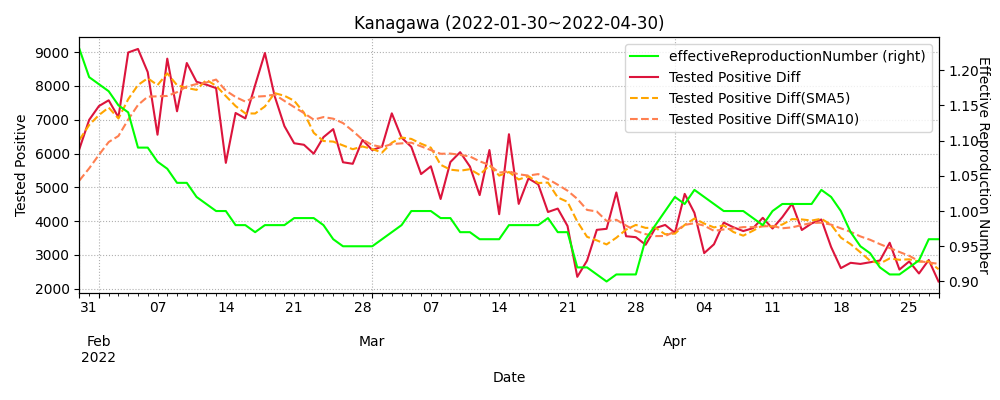 Kanagawa (2022-01-30~2022-04-30)
effectiveReproductionNumber (right)
Tested Positive Diff
Tested Positive Diff(SMA5)
Tested Positive Diff(SMA10)
Tested Positive
9000
8000
7000
6000
5000
4000
3000
2000
Effective Reproduction Number
1.20
1.15
1.10
1.05
1.00
0.95
0.90
31 07 14 21 28 07 14 21 28 04 11 18 25
Feb Mar Apr
2022
Date